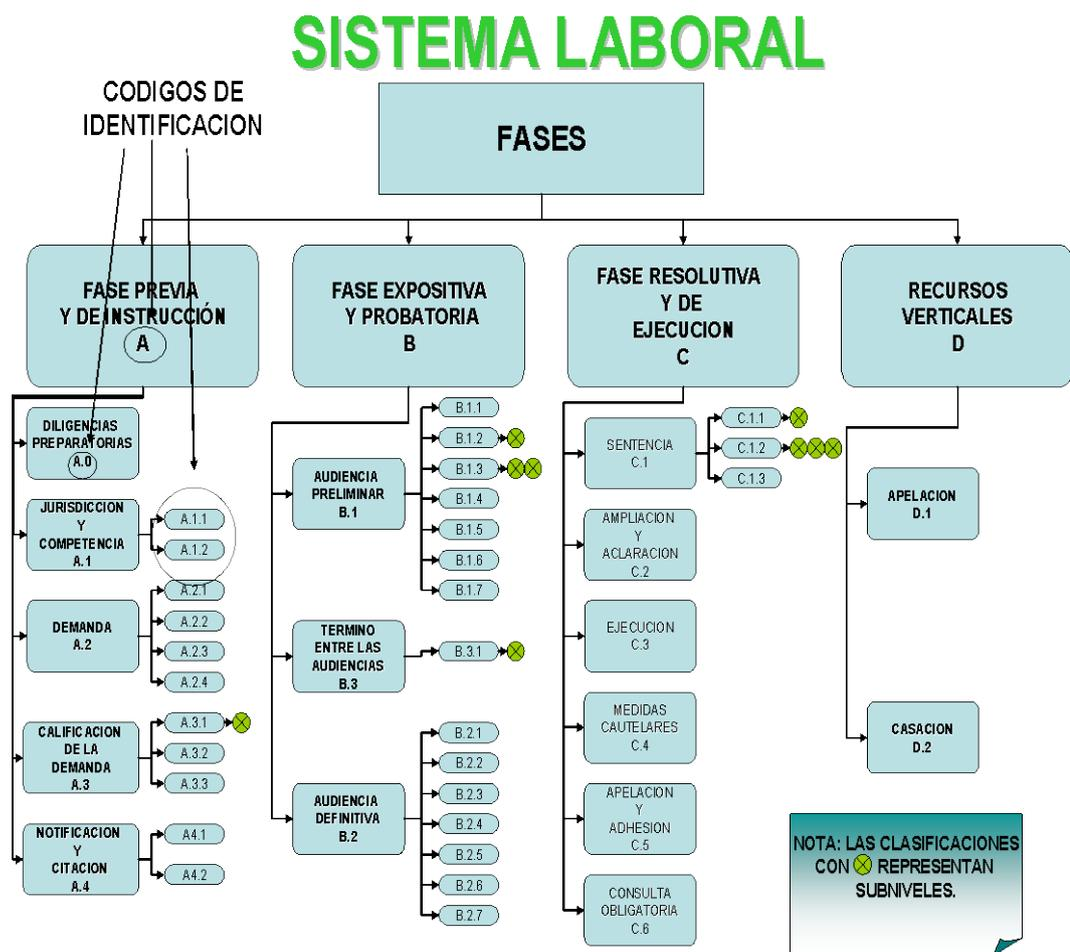 SISTEMA LABORAL
CODIGOS DE
IDENTIFICACION
FASES
FASE PREVIA
Y DE INSTRUCCIÓN
A
DILIGENCIAS
PREPARATORIAS
A.0
JURISDICCION
Y
COMPETENCIA
A.1
A.1.1
A.1.2
DEMANDA
A.2
A.2.1
A.2.2
A.2.3
A.2.4
CALIFICACION
DE LA
DEMANDA
A.3
A.3.1
A.3.2
A.3.3
NOTIFICACION
Y
CITACION
A.4
A4.1
A4.2
FASE EXPOSITIVA
Y PROBATORIA
B
AUDIENCIA
PRELIMINAR
B.1
B.1.1
B.1.2
B.1.3
B.1.4
B.1.5
B.1.6
B.1.7
TERMINO
ENTRE LAS
AUDIENCIAS
B.3
B.3.1
AUDIENCIA
DEFINITIVA
B.2
B.2.1
B.2.2
B.2.3
B.2.4
B.2.5
B.2.6
B.2.7
FASE RESOLUTIVA
Y DE
EJECUCION
C
SENTENCIA
C.1
C.1.1
C.1.2
C.1.3
AMPLIACION
Y
ACLARACION
C.2
EJECUCION
C.3
MEDIDAS
CAUTELARES
C.4
APELACION
Y
ADHESION
C.5
CONSULTA
OBLIGATORIA
C.6
RECURSOS
VERTICALES
D
APELACION
D.1
CASACION
D.2
NOTA: LAS CLASIFICACIONES
CON REPRESENTAN
SUBNIVELES.